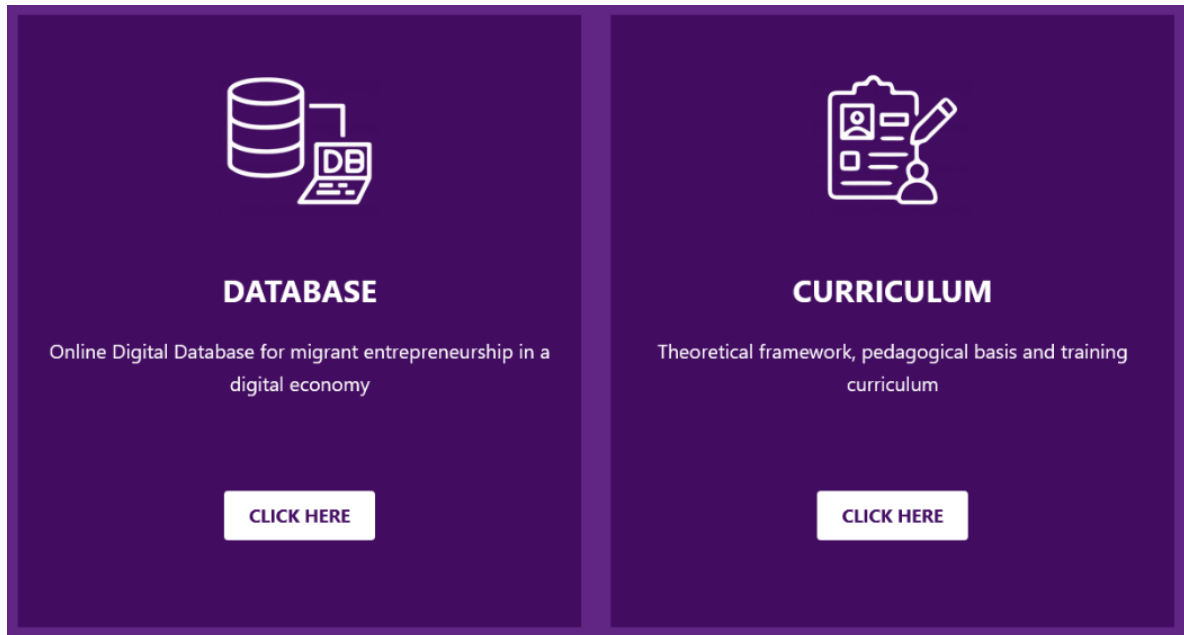 DB
DATABASE
Online Digital Database for migrant entrepreneurship in a
digital economy
CLICK HERE
CURRICULUM
Theoretical framework, pedagogical basis and training
curriculum
CLICK HERE